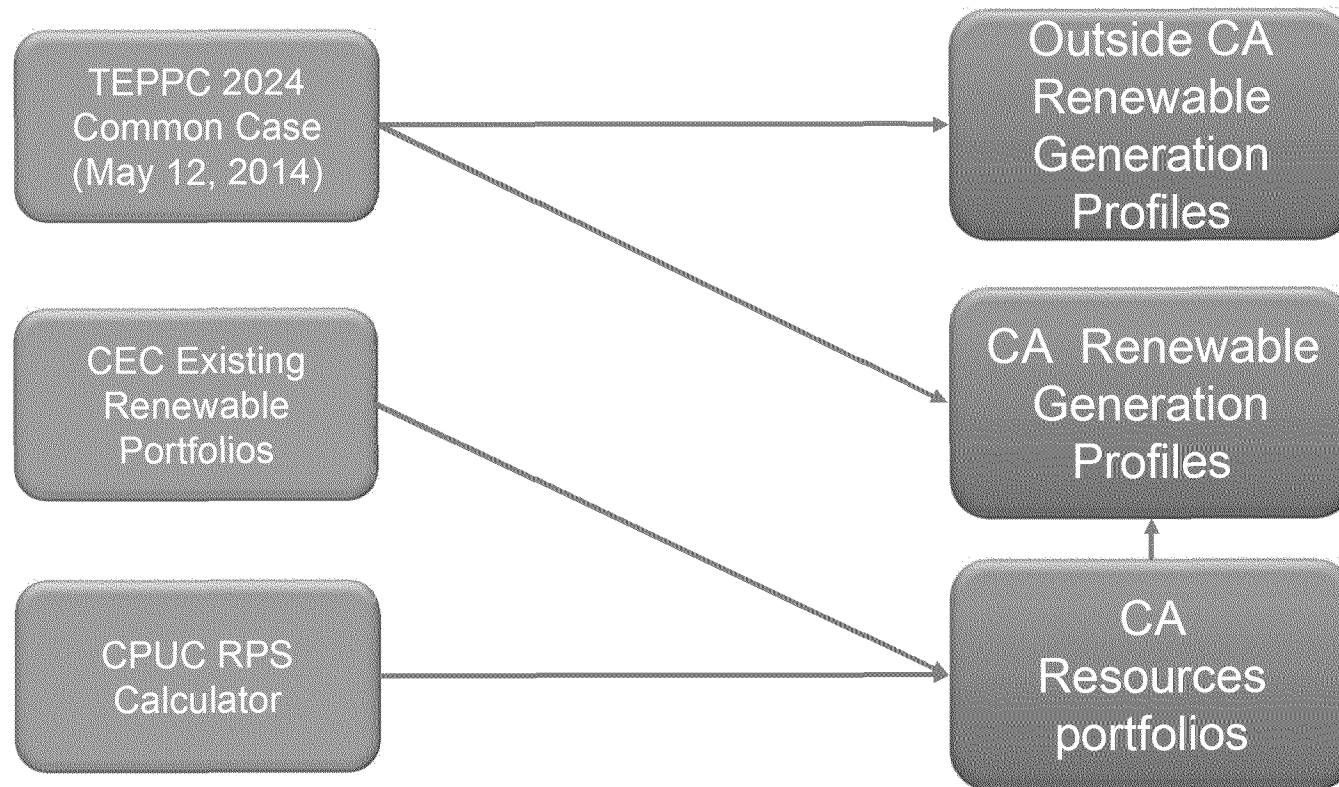 TEPPC 2024
Common Case
(May 12, 2014)
CEC Existing
Renewable
Portfolios
CPUC RPS
Calculator
Outside CA
Renewable
Generation
Profiles
CA Renewable
Generation
Profiles
CA
Resources
portfolios